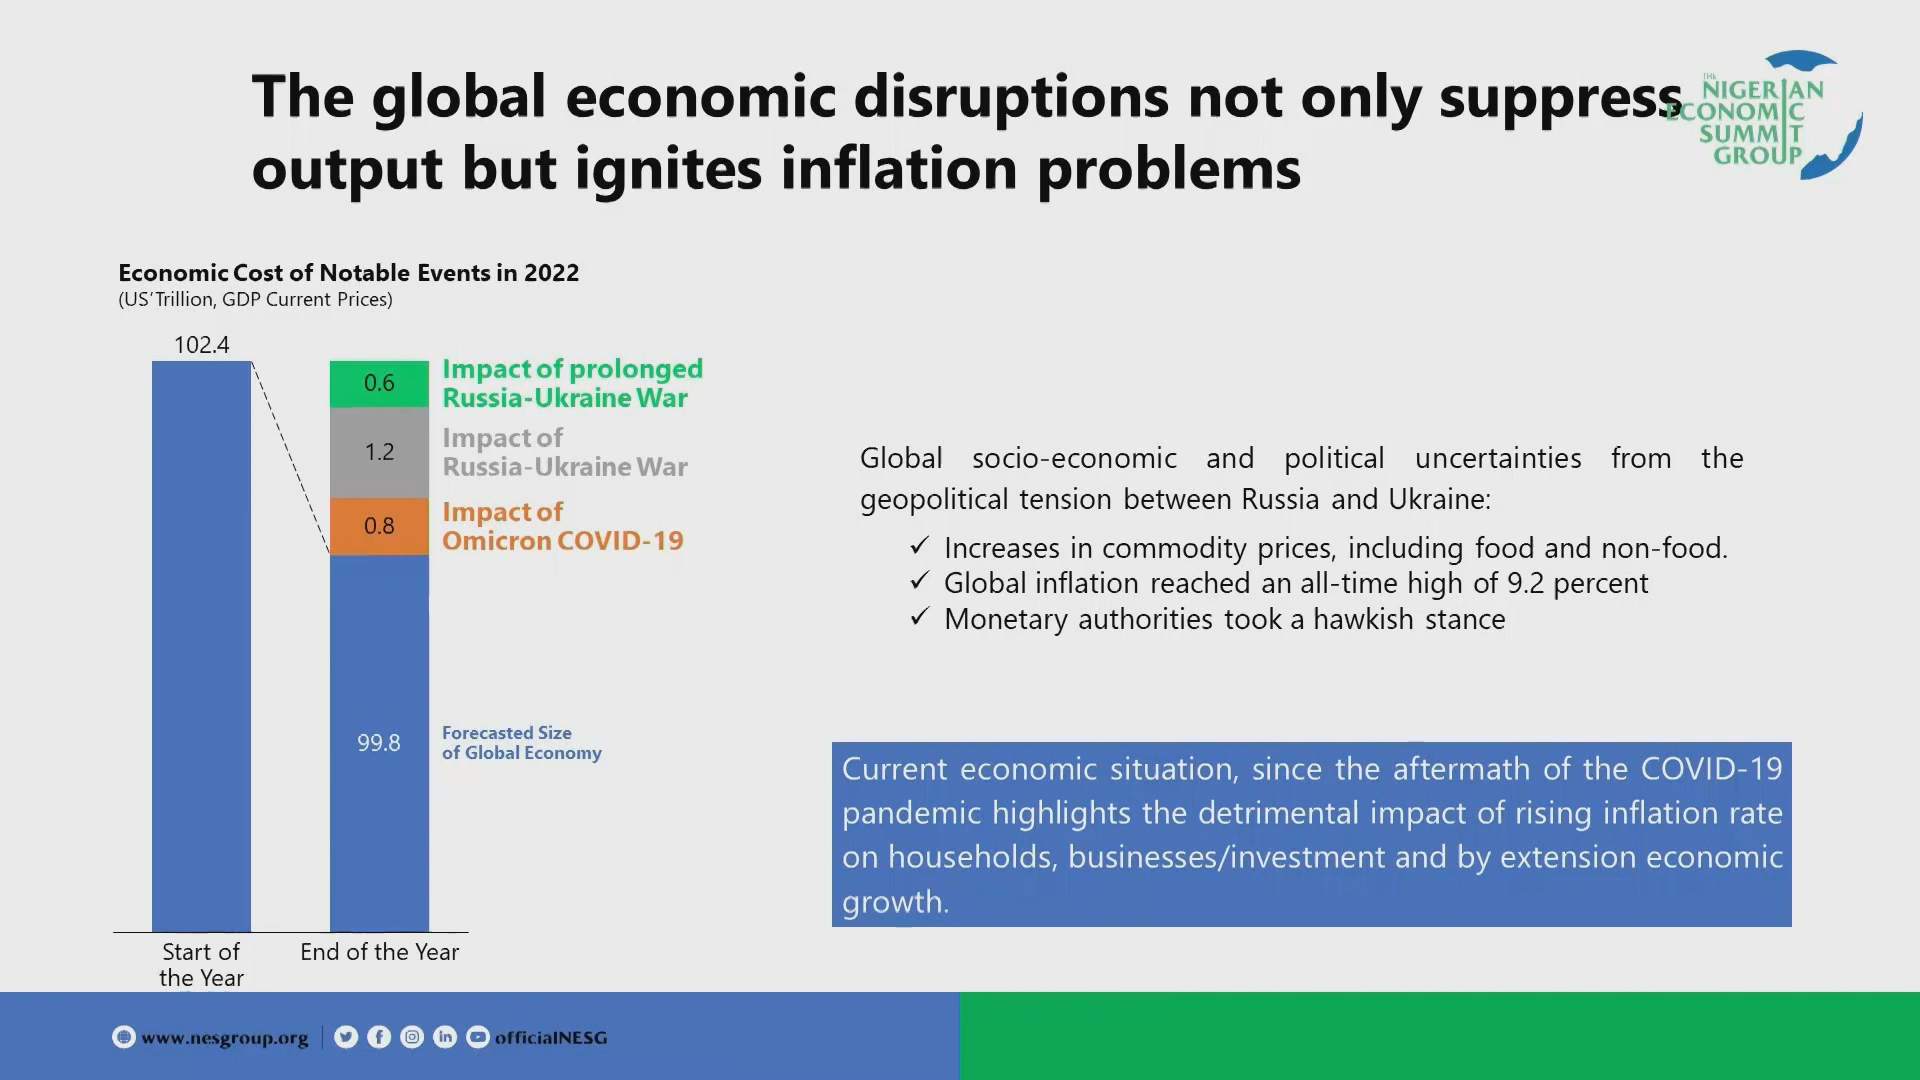 The global economic disruptions not only suppress
output but ignites inflation problems
THE
NIGERIAN
ECONOMIC
SUMMIT
GROUP
Economic Cost of Notable Events in 2022
(US'Trillion, GDP Current Prices)
102.4
0.6
Impact of prolonged
Russia-Ukraine War
1.2
Impact of
Russia-Ukraine War
0.8
Impact of
Omicron COVID-19
99.8
Forecasted Size
of Global Economy
Start of
the Year
End of the Year
Global socio-economic and political uncertainties from the
geopolitical tension between Russia and Ukraine:
✓ Increases in commodity prices, including food and non-food.
✓ Global inflation reached an all-time high of 9.2 percent
✓ Monetary authorities took a hawkish stance
Current economic situation, since the aftermath of the COVID-19
pandemic highlights the detrimental impact of rising inflation rate
on households, businesses/investment and by extension economic
growth.
www.nesgroup.org
officialNESG